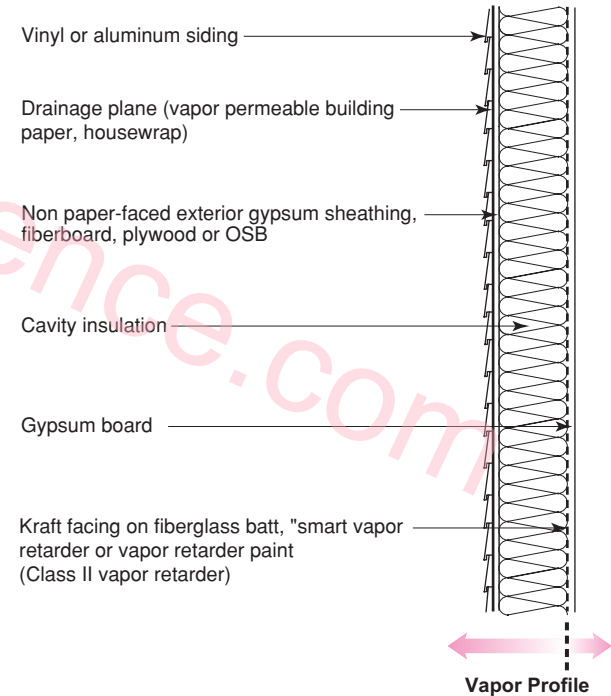 Vinyl or aluminum siding
Drainage plane (vapor permeable building
paper, housewrap)
Non paper-faced exterior gypsum sheathing,
fiberboard, plywood or OSB
Cavity insulation
Gypsum board
Kraft facing on fiberglass batt, "smart vapor
retarder or vapor retarder paint
(Class II vapor retarder)
Vapor Profile
ence.com